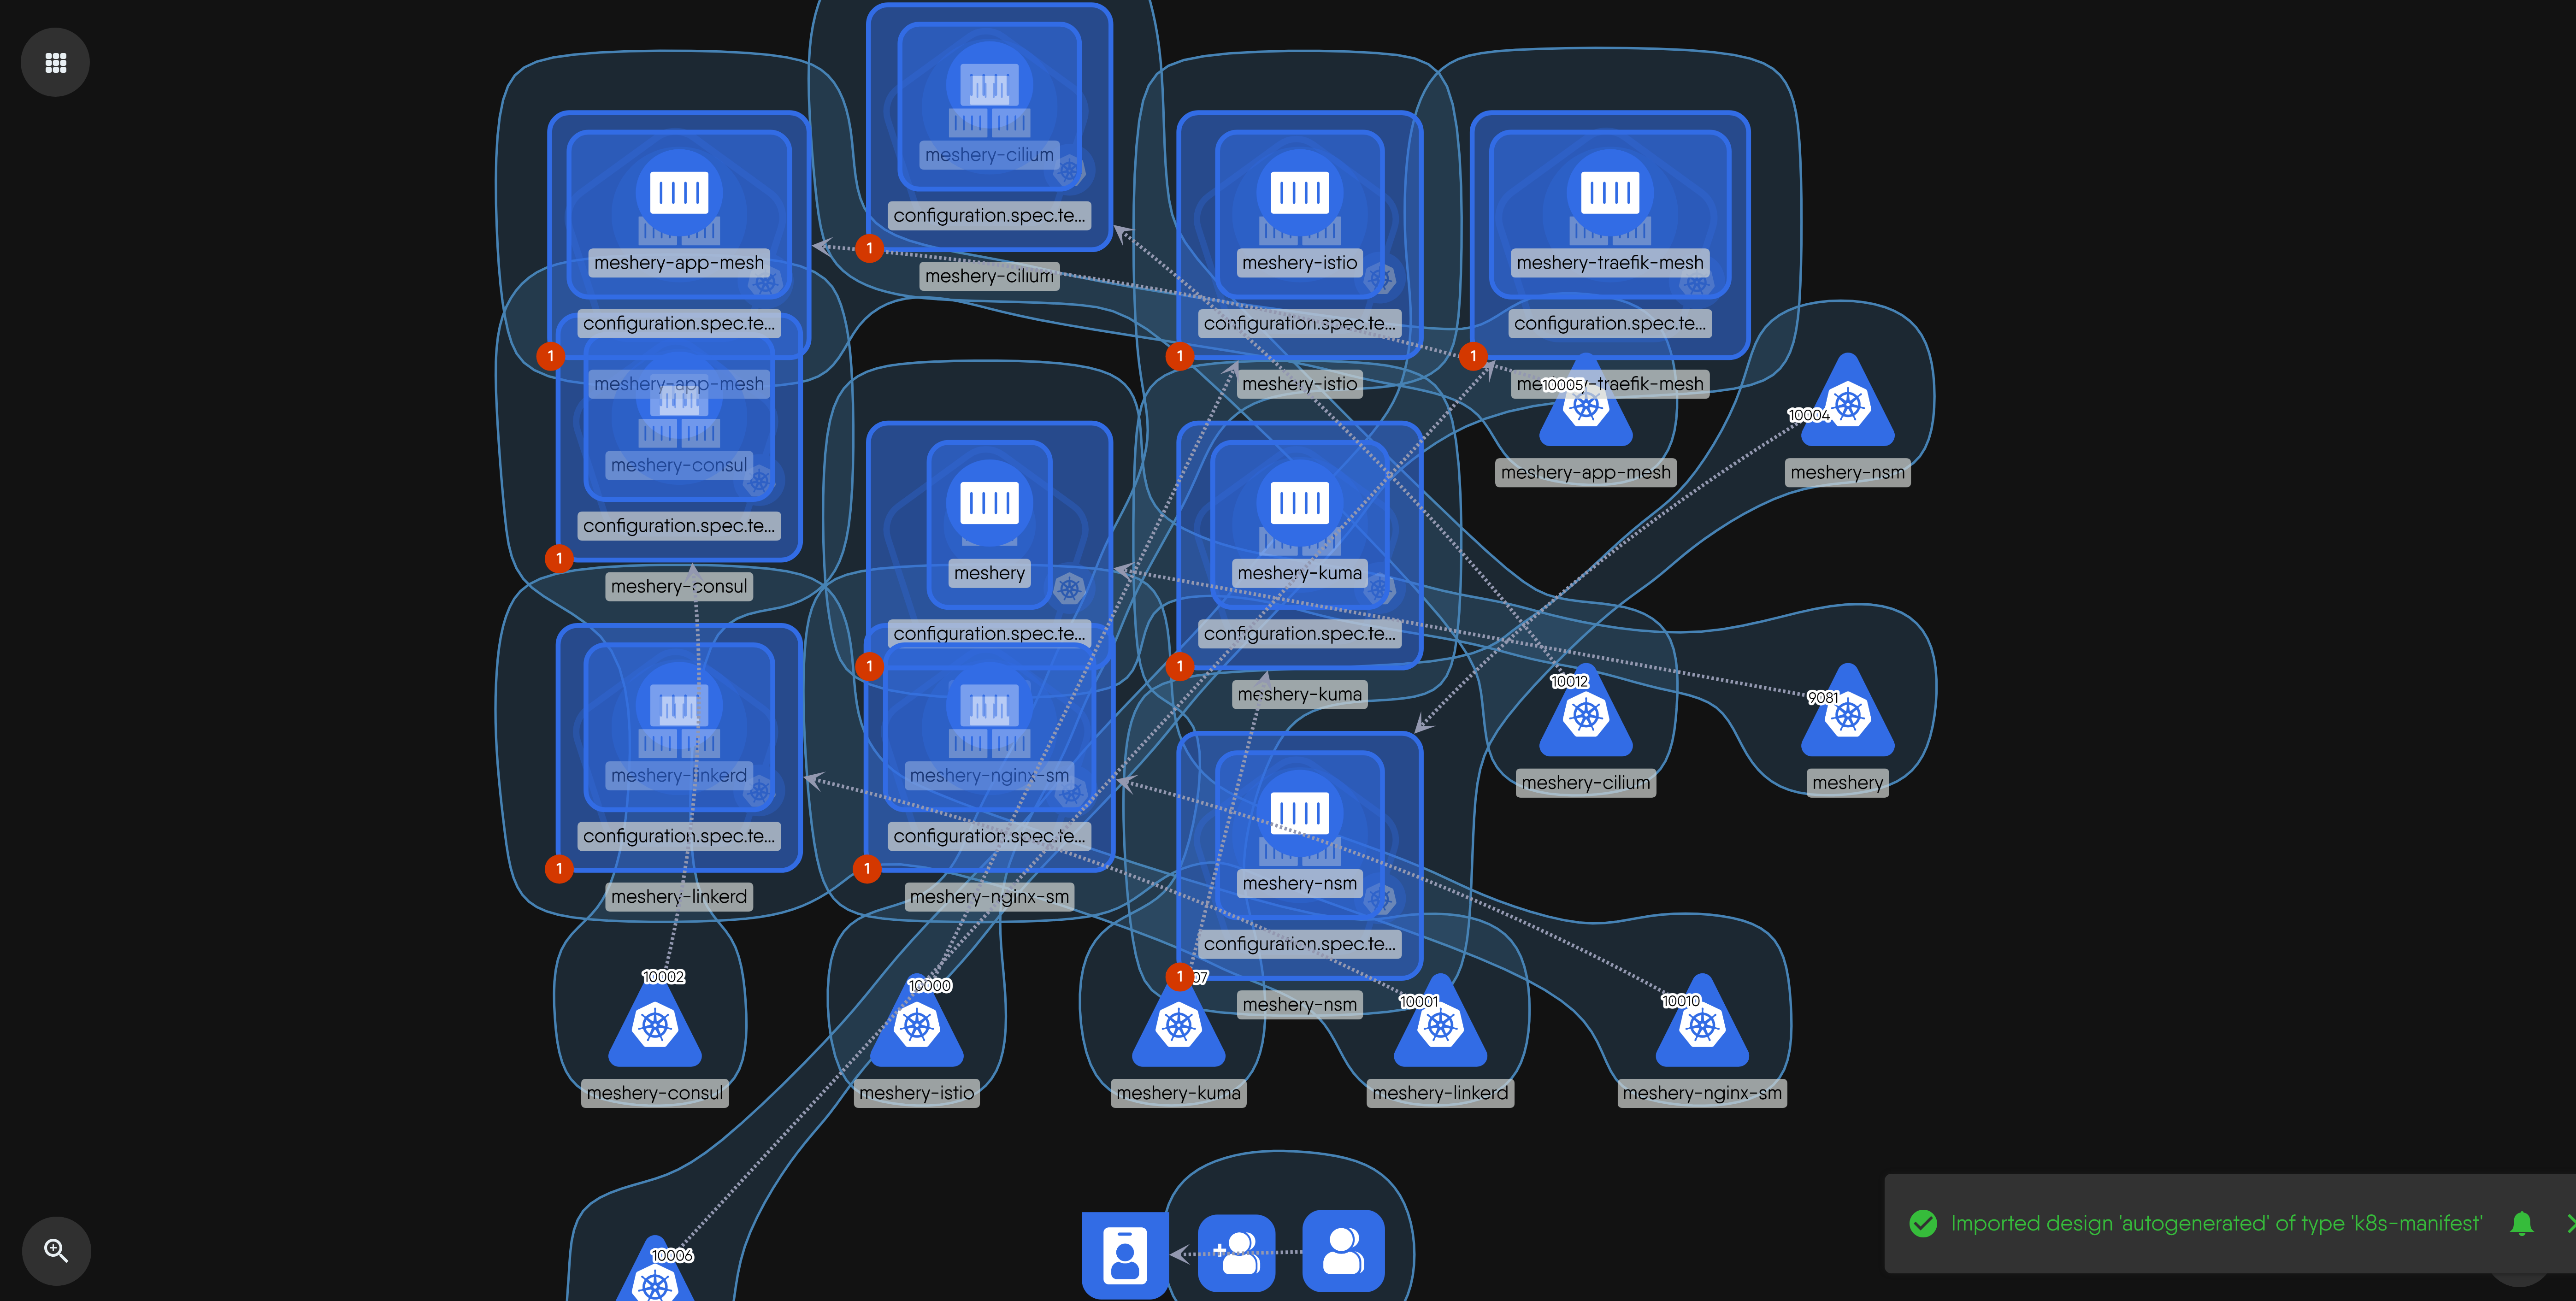 meshery-cilium
configuration.spec.te...
1
meshery-cilium
meshery-app-mesh
configuration.spec.te...
1
meshery-app-mesh
meshery-istio
configuration.spec.te...
1
meshery-istio
meshery-traefik-mesh
configuration.spec.te...
1
-traefik-mesh
10005
meshery-app-mesh
10004
meshery-nsm
meshery-consul
configuration.spec.te...
1
meshery-consul
meshery
configuration.spec.te...
1
meshery-kuma
configuration.spec.te...
1
meshery-kuma
10012
meshery-cilium
9081
meshery
meshery-linkerd
configuration.spec.te...
1
meshery-linkerd
meshery-nginx-sm
configuration.spec.te...
1
meshery-nginx-sm
meshery-nsm
configuration.spec.te...
1
meshery-nsm
10002
meshery-consul
10000
meshery-istio
07
meshery-kuma
10001
meshery-linkerd
10010
meshery-nginx-sm
10006
Imported design 'autogenerated' of type 'k8s-manifest'